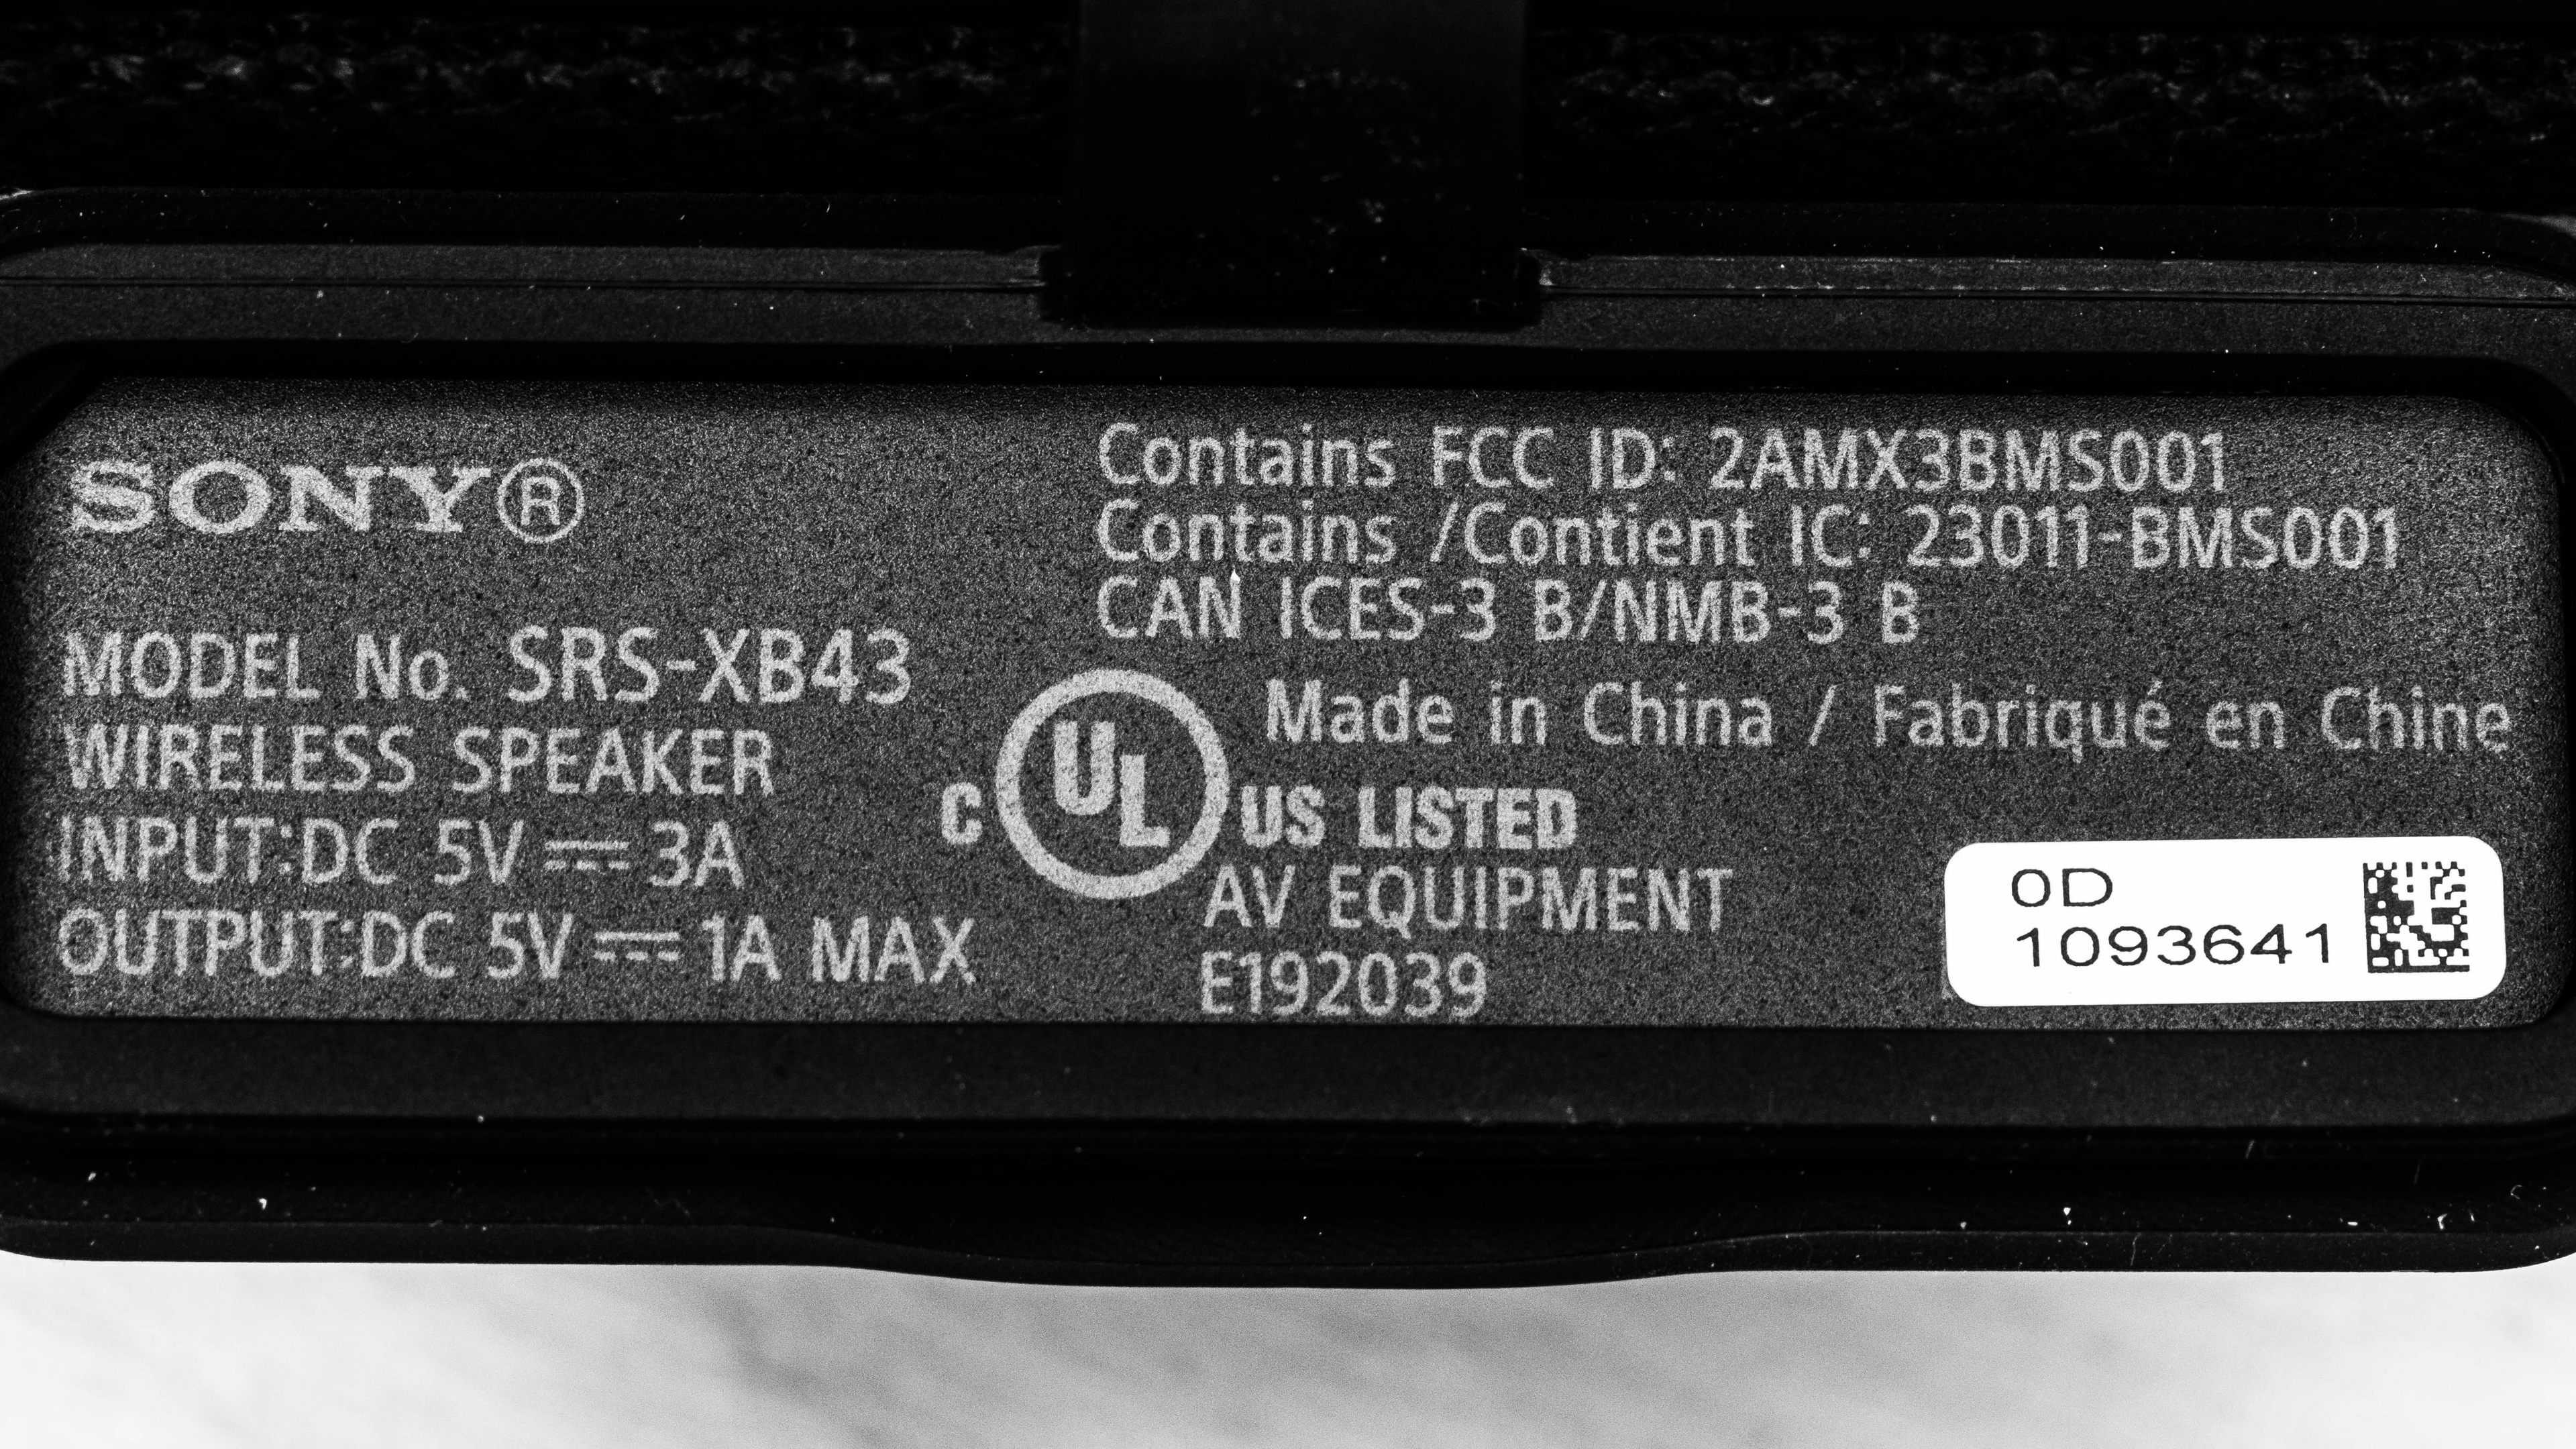 SONY®
MODEL No. SRS-XB43
WIRELESS SPEAKER
INPUT:DC 5V ⎓ 3A
OUTPUT:DC 5V ⎓ 1A MAX
Contains FCC ID: 2AMX3BMS001
Contains /Contient IC: 23011-BMS001
CAN ICES-3 B/NMB-3 B
Made in China / Fabriqué en Chine
C UL US LISTED
AV EQUIPMENT
E192039
0D
1093641